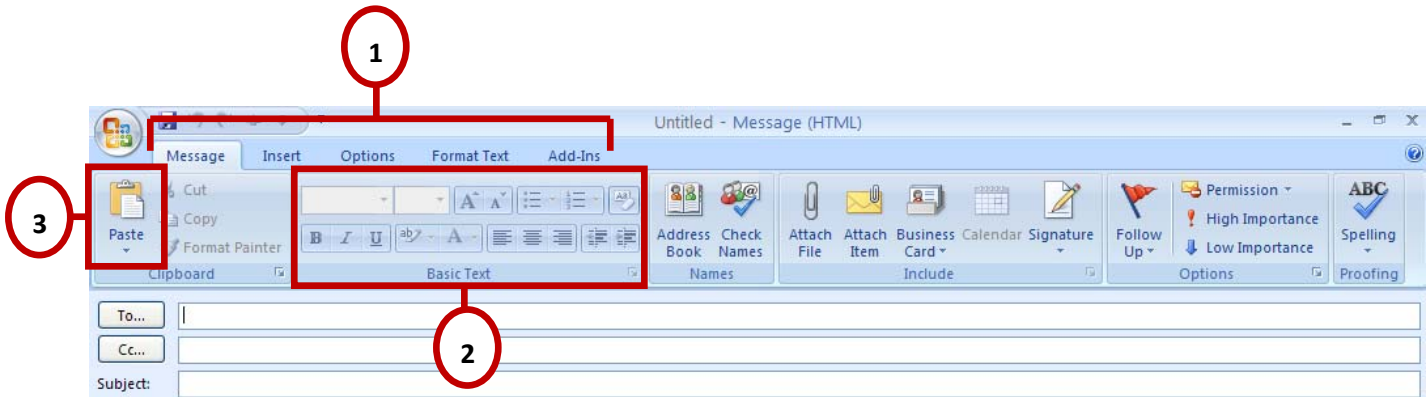 1
Untitled - Message (HTML)
Message Insert Options Format Text Add-Ins
3
Cut
Copy
Format Painter
Paste
B I U ab A
Address Book
Check Names
Attach File
Attach Item
Business Card
Calendar
Signature
Follow Up
Permission
High Importance
Low Importance
ABC
Spelling
Clipboard Basic Text Names Include Options Proofing
To...
Cc...
2
Subject: